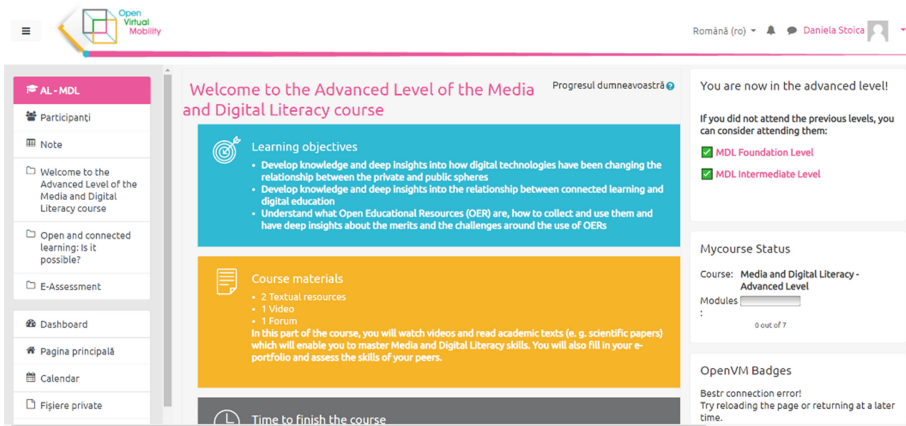 Open
Virtual
Mobility
Română (ro)
Daniela Stoica
AL - MDL
Participanți
Note
Welcome to the
Advanced Level of the
Media and Digital
Literacy course
Open and connected
learning: Is it
possible?
E-Assessment
Dashboard
Pagina principală
Calendar
Fișiere private
Welcome to the Advanced Level of the Media
and Digital Literacy course
Progresul dumneavoastră
Learning objectives
• Develop knowledge and deep insights into how digital technologies have been changing the
relationship between the private and public spheres
• Develop knowledge and deep insights into the relationship between connected learning and
digital education
• Understand what Open Educational Resources (OER) are, how to collect and use them and
have deep insights about the merits and the challenges around the use of OERs
Course materials
• 2 Textual resources
• 1 Video
• 1 Forum
In this part of the course, you will watch videos and read academic texts (e. g. scientific papers)
which will enable you to master Media and Digital Literacy skills. You will also fill in your e-
portfolio and assess the skills of your peers.
Time to finish the course
You are now in the advanced level!
If you did not attend the previous levels, you
can consider attending them:
MDL Foundation Level
MDL Intermediate Level
Mycourse Status
Course: Media and Digital Literacy -
Advanced Level
Modules
:
0 out of 7
OpenVM Badges
Bestr connection error!
Try reloading the page or returning at a later
time.